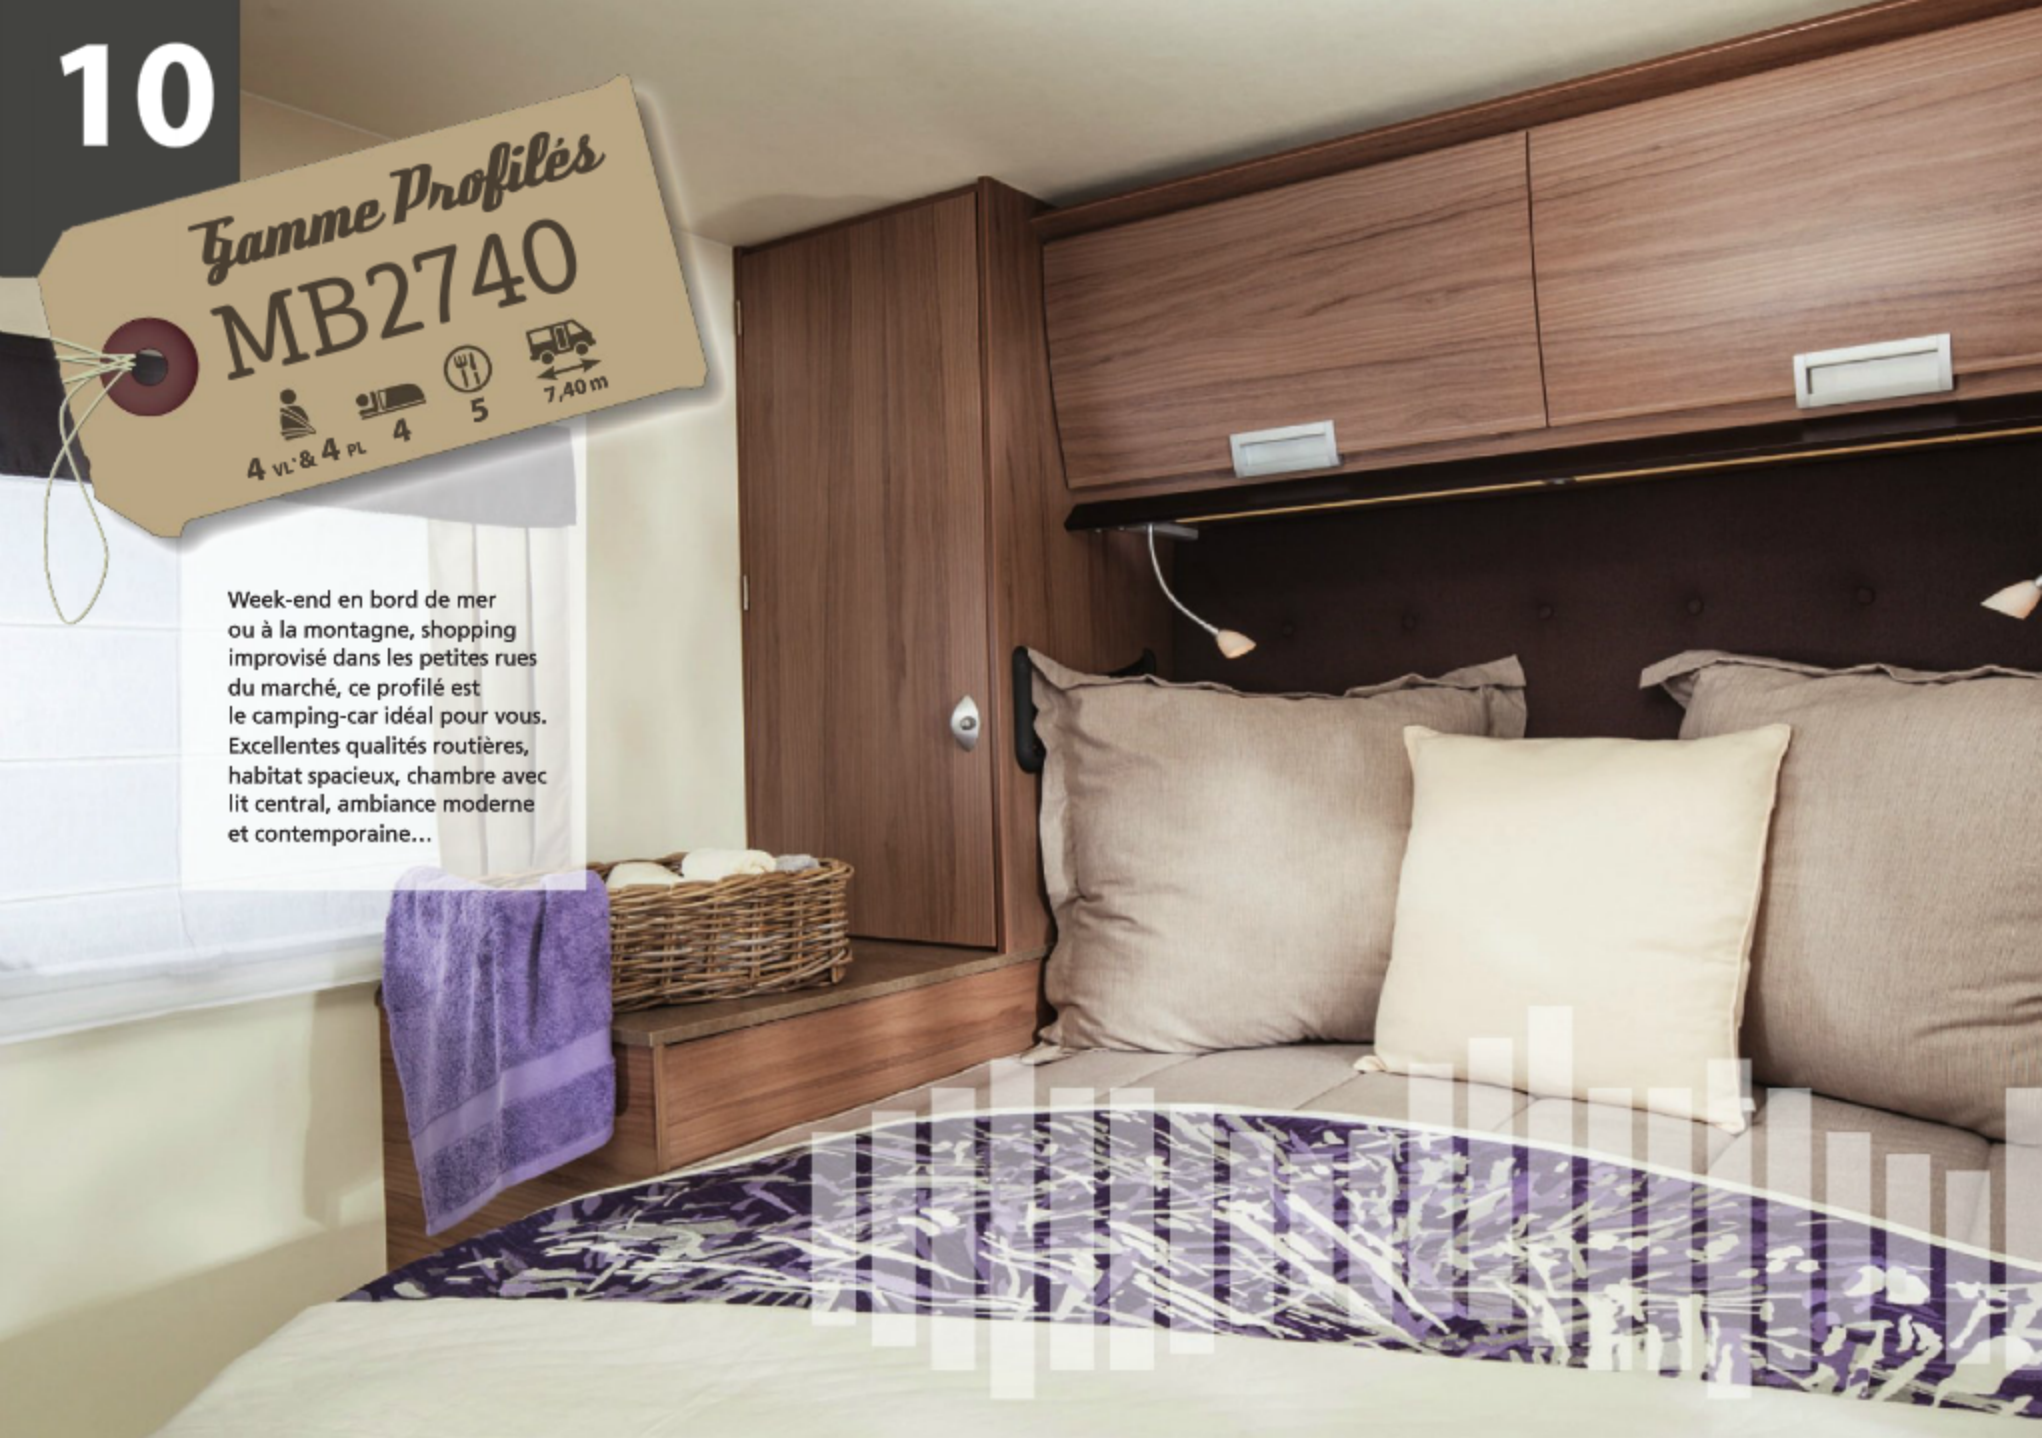 10
Gamme Profilés
MB2740
4 VL* & 4 PL
4
5
7,40 m
Week-end en bord de mer
ou à la montagne, shopping
improvisé dans les petites rues
du marché, ce profilé est
le camping-car idéal pour vous.
Excellentes qualités routières,
habitat spacieux, chambre avec
lit central, ambiance moderne
et contemporaine…